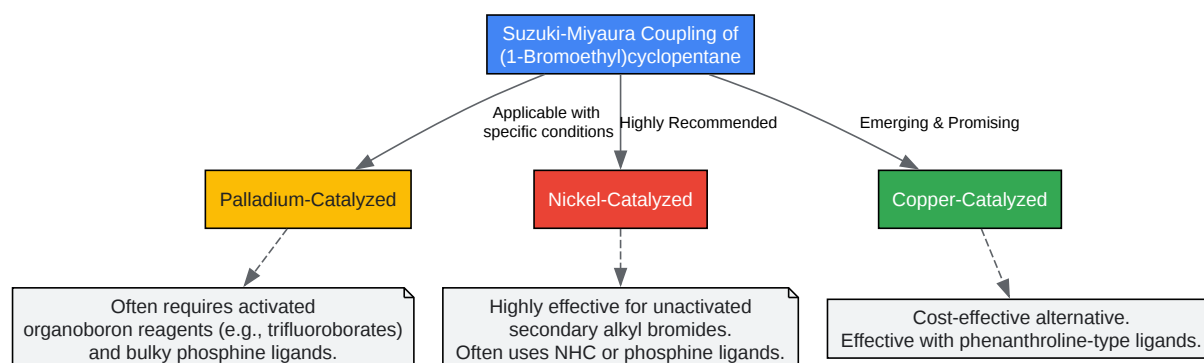 Suzuki-Miyaura Coupling of
(1-Bromoethyl)cyclopentane
Applicable with
specific conditions
Highly Recommended
Emerging & Promising
Palladium-Catalyzed
Nickel-Catalyzed
Copper-Catalyzed
Often requires activated
organoboron reagents (e.g., trifluoroborates)
and bulky phosphine ligands.
Highly effective for unactivated
secondary alkyl bromides.
Often uses NHC or phosphine ligands.
Cost-effective alternative.
Effective with phenanthroline-type ligands.